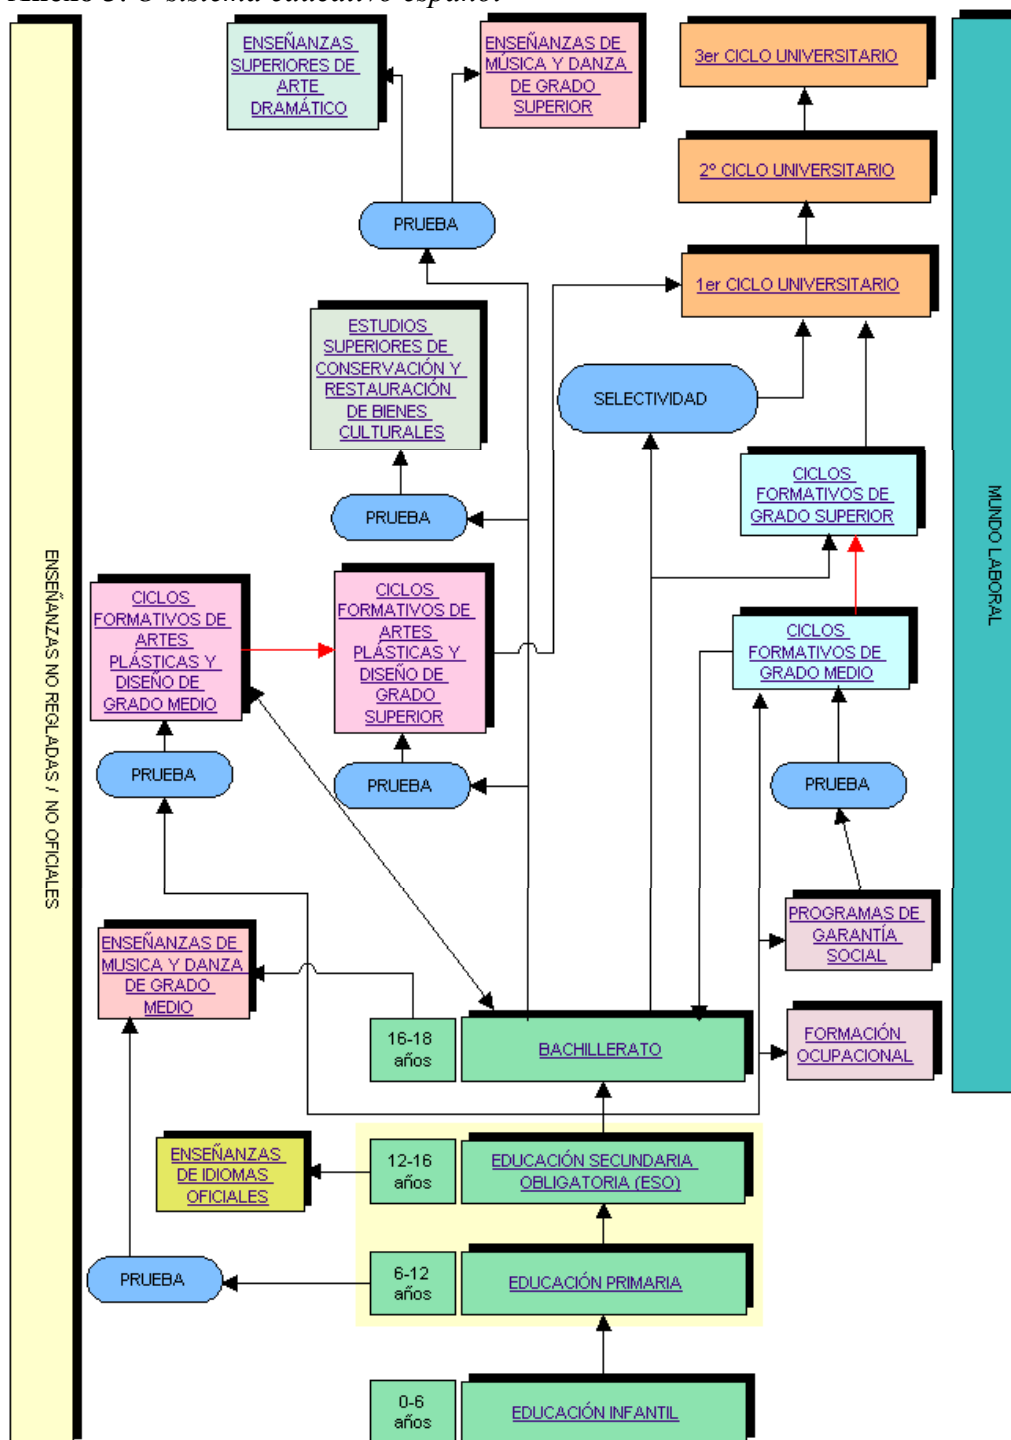 Anexo 3: O sistema educativo español
ENSEÑANZAS
SUPERIORES DE
ARTE
DRAMÁTICO
ENSEÑANZAS DE
MÚSICA Y DANZA
DE GRADO
SUPERIOR
3er CICLO UNIVERSITARIO
2º CICLO UNIVERSITARIO
PRUEBA
1er CICLO UNIVERSITARIO
ESTUDIOS
SUPERIORES DE
CONSERVACIÓN Y
RESTAURACIÓN
DE BIENES
CULTURALES
SELECTIVIDAD
CICLOS
FORMATIVOS DE
GRADO SUPERIOR
PRUEBA
ENSEÑANZAS NO REGLADAS / NO OFICIALES
MUNDO LABORAL
CICLOS
FORMATIVOS DE
ARTES
PLÁSTICAS Y
DISEÑO DE
GRADO MEDIO
CICLOS
FORMATIVOS DE
ARTES
PLÁSTICAS Y
DISEÑO DE
GRADO
SUPERIOR
CICLOS
FORMATIVOS DE
GRADO MEDIO
PRUEBA
PRUEBA
PRUEBA
PROGRAMAS DE
GARANTÍA
SOCIAL
ENSEÑANZAS DE
MUSICA Y DANZA
DE GRADO
MEDIO
16-18
años
BACHILLERATO
FORMACIÓN
OCUPACIONAL
ENSEÑANZAS
DE IDIOMAS
OFICIALES
12-16
años
EDUCACIÓN SECUNDARIA
OBLIGATORIA (ESO)
PRUEBA
6-12
años
EDUCACIÓN PRIMARIA
0-6
años
EDUCACIÓN INFANTIL